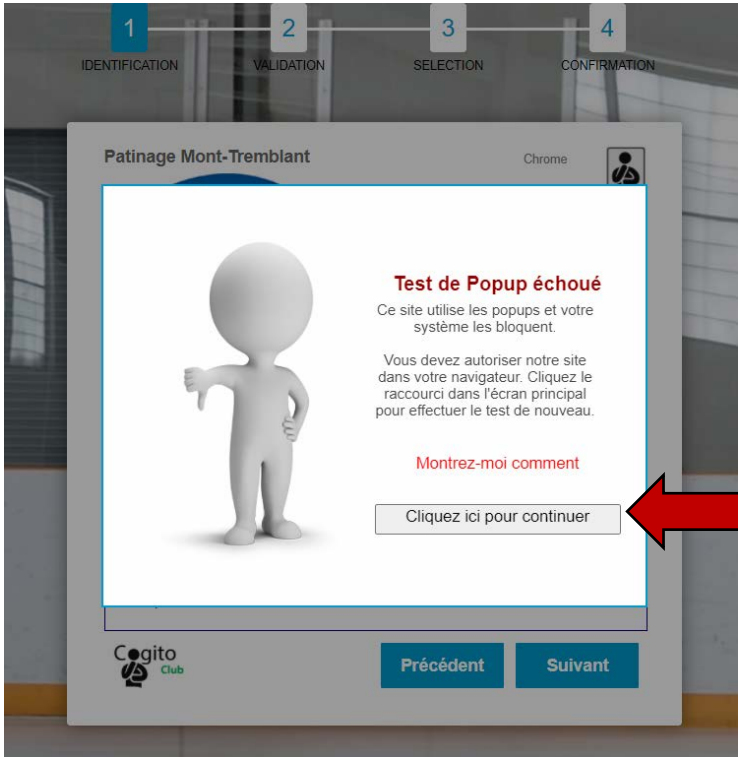 1 2 3 4
IDENTIFICATION VALIDATION SELECTION CONFIRMATION
Patinage Mont-Tremblant Chrome
Test de Popup échoué
Ce site utilise les popups et votre
système les bloquent.
Vous devez autoriser notre site
dans votre navigateur. Cliquez le
raccourci dans l'écran principal
pour effectuer le test de nouveau.
Montrez-moi comment
Cliquez ici pour continuer
Cogito
Club
Précédent Suivant